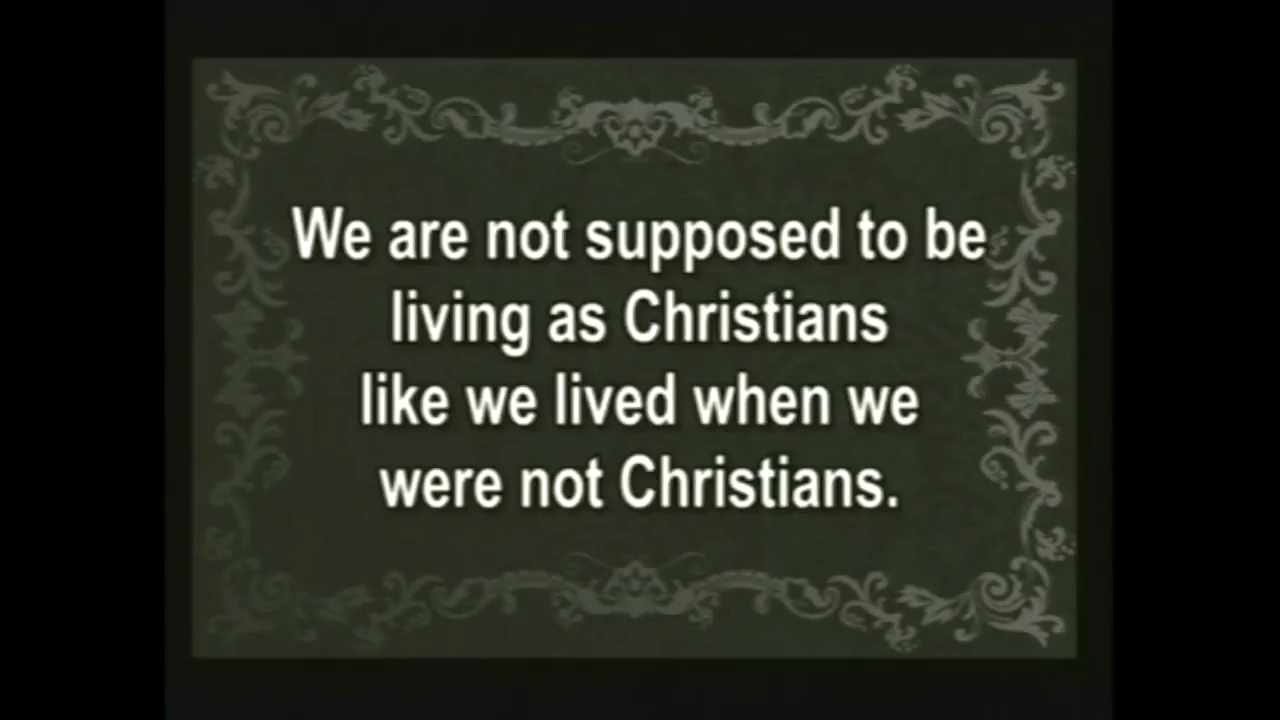 We are not supposed to be
living as Christians
like we lived when we
were not Christians.